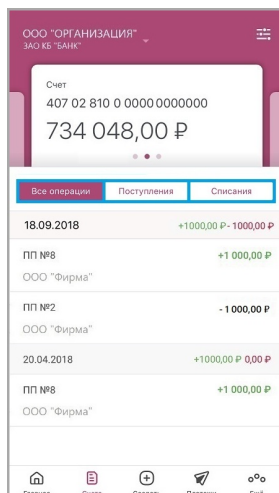 ООО "ОРГАНИЗАЦИЯ"
ЗАО КБ "БАНК"
Счет
407 02 810 0 0000 0000000
734 048,00 ₽
Все операции Поступления Списания
18.09.2018 +1000,00 ₽ - 1000,00 ₽
ПП №8 +1 000,00 ₽
ООО "Фирма"
ПП №2 - 1 000,00 ₽
ООО "Фирма"
20.04.2018 +1000,00 ₽ 0,00 ₽
ПП №8 +1 000,00 ₽
ООО "Фирма"